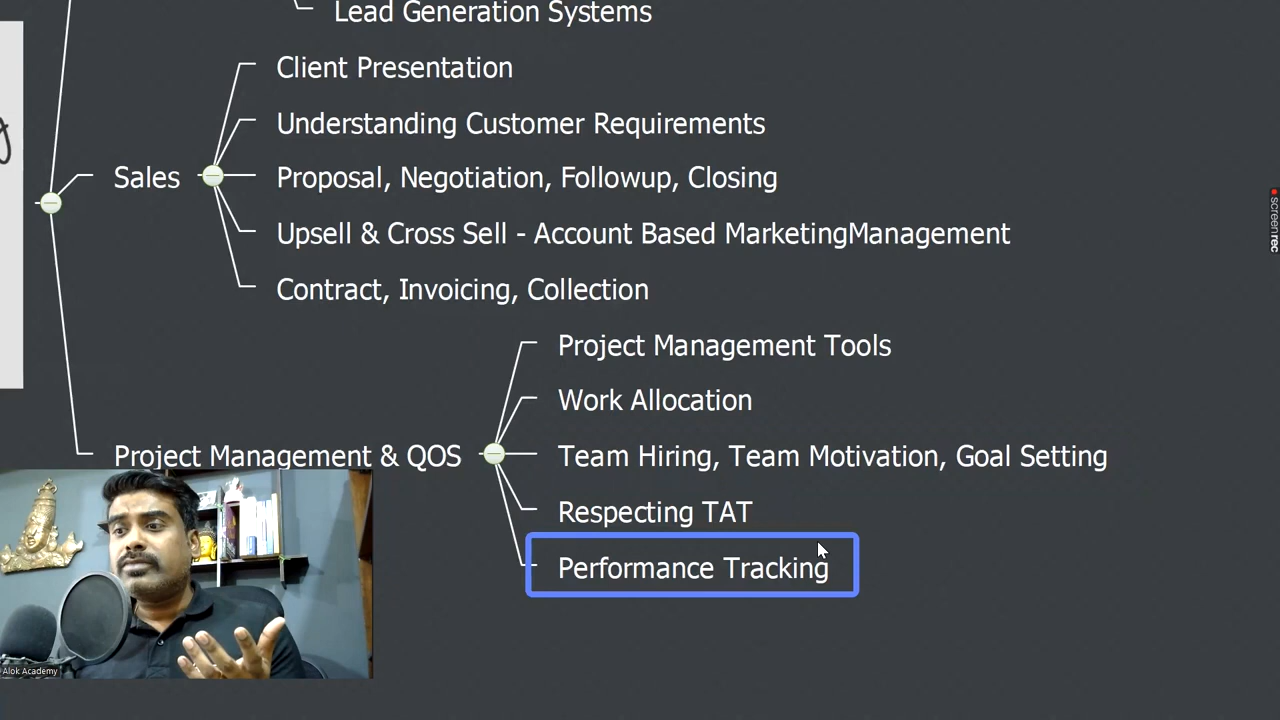 Lead Generation Systems
Client Presentation
Understanding Customer Requirements
Sales
Proposal, Negotiation, Followup, Closing
Upsell & Cross Sell - Account Based MarketingManagement
Contract, Invoicing, Collection
Project Management Tools
Work Allocation
Project Management & QOS
Team Hiring, Team Motivation, Goal Setting
Respecting TAT
Performance Tracking
Alok Academy
screenrec